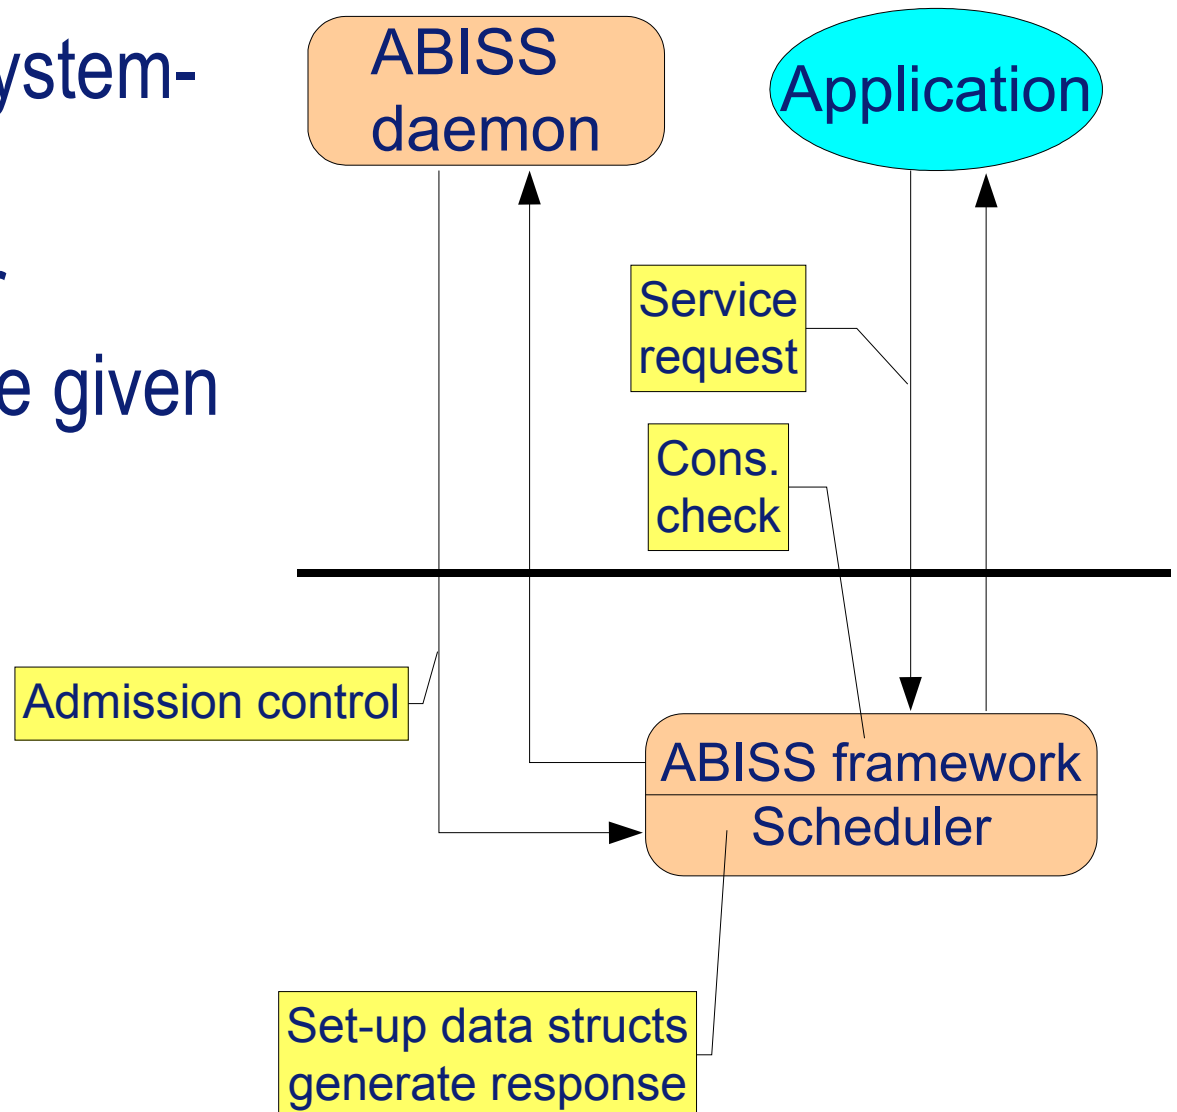 ystem-
e given
ABISS
daemon
Application
Service
request
Cons.
check
Admission control
ABISS framework
Scheduler
Set-up data structs
generate response